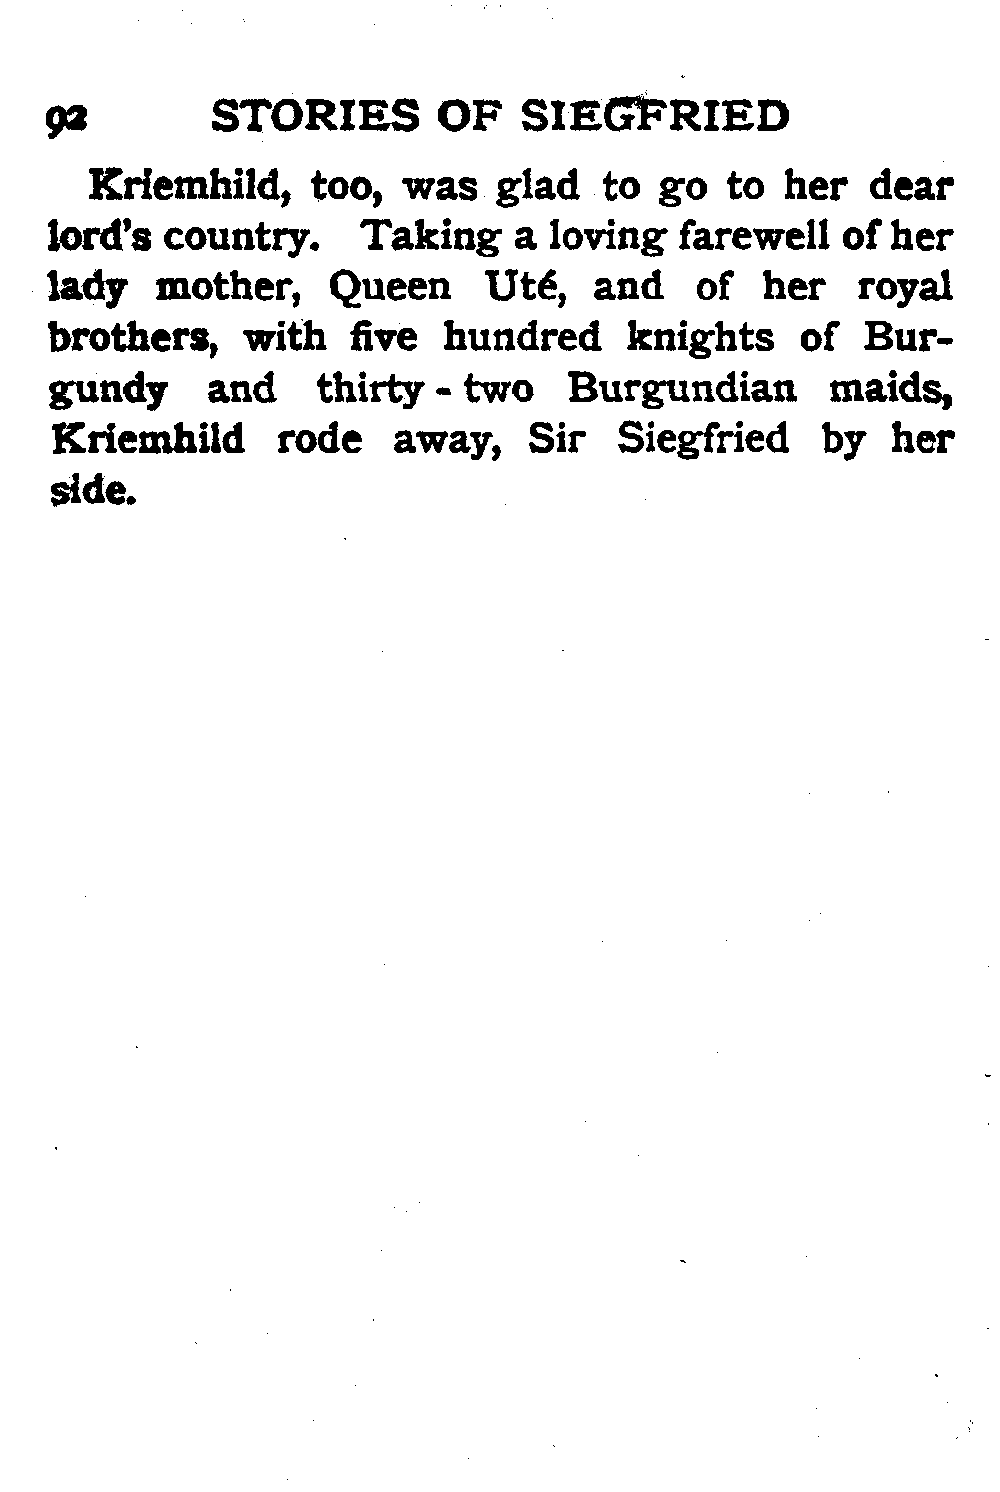 92 STORIES OF SIEGFRIED
Kriemhild, too, was glad to go to her dear
lord's country. Taking a loving farewell of her
lady mother, Queen Uté, and of her royal
brothers, with five hundred knights of Bur-
gundy and thirty-two Burgundian maids,
Kriemhild rode away, Sir Siegfried by her
side.